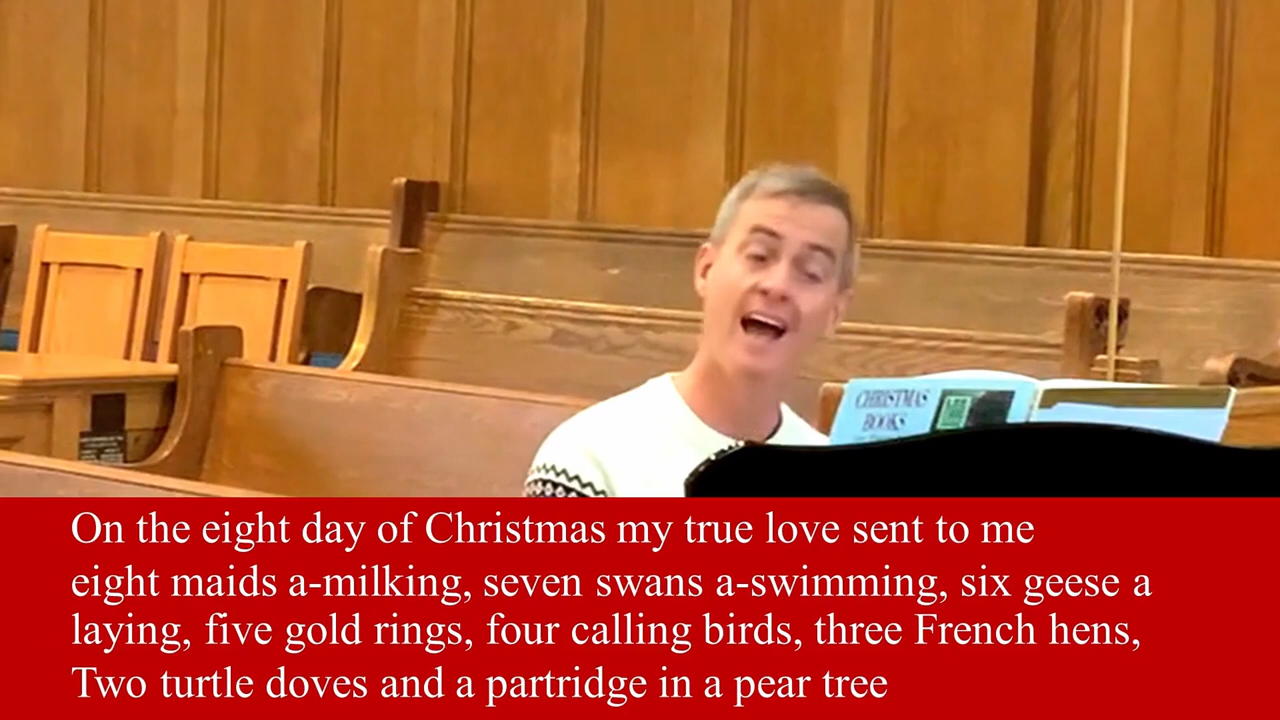 CHRISTMAS
BOOKS
On the eight day of Christmas my true love sent to me
eight maids a-milking, seven swans a-swimming, six geese a
laying, five gold rings, four calling birds, three French hens,
Two turtle doves and a partridge in a pear tree